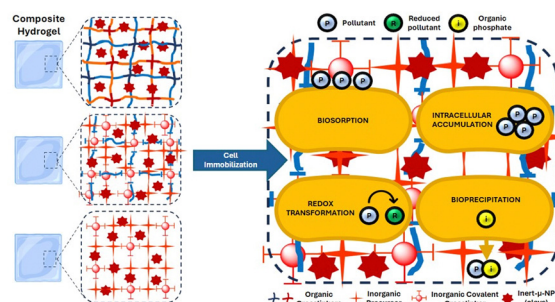 Composite
Hydrogel
P Pollutant
R Reduced
pollutant
i Organic
phosphate
P P P
BIOSORPTION
INTRACELLULAR
ACCUMULATION
P P
P P
P
Cell
Immobilization
REDOX
TRANSFORMATION
P R
BIOPRECIPITATION
i
P i
Organic
Inorganic
Inorganic Covalent
Inert-μ-NP